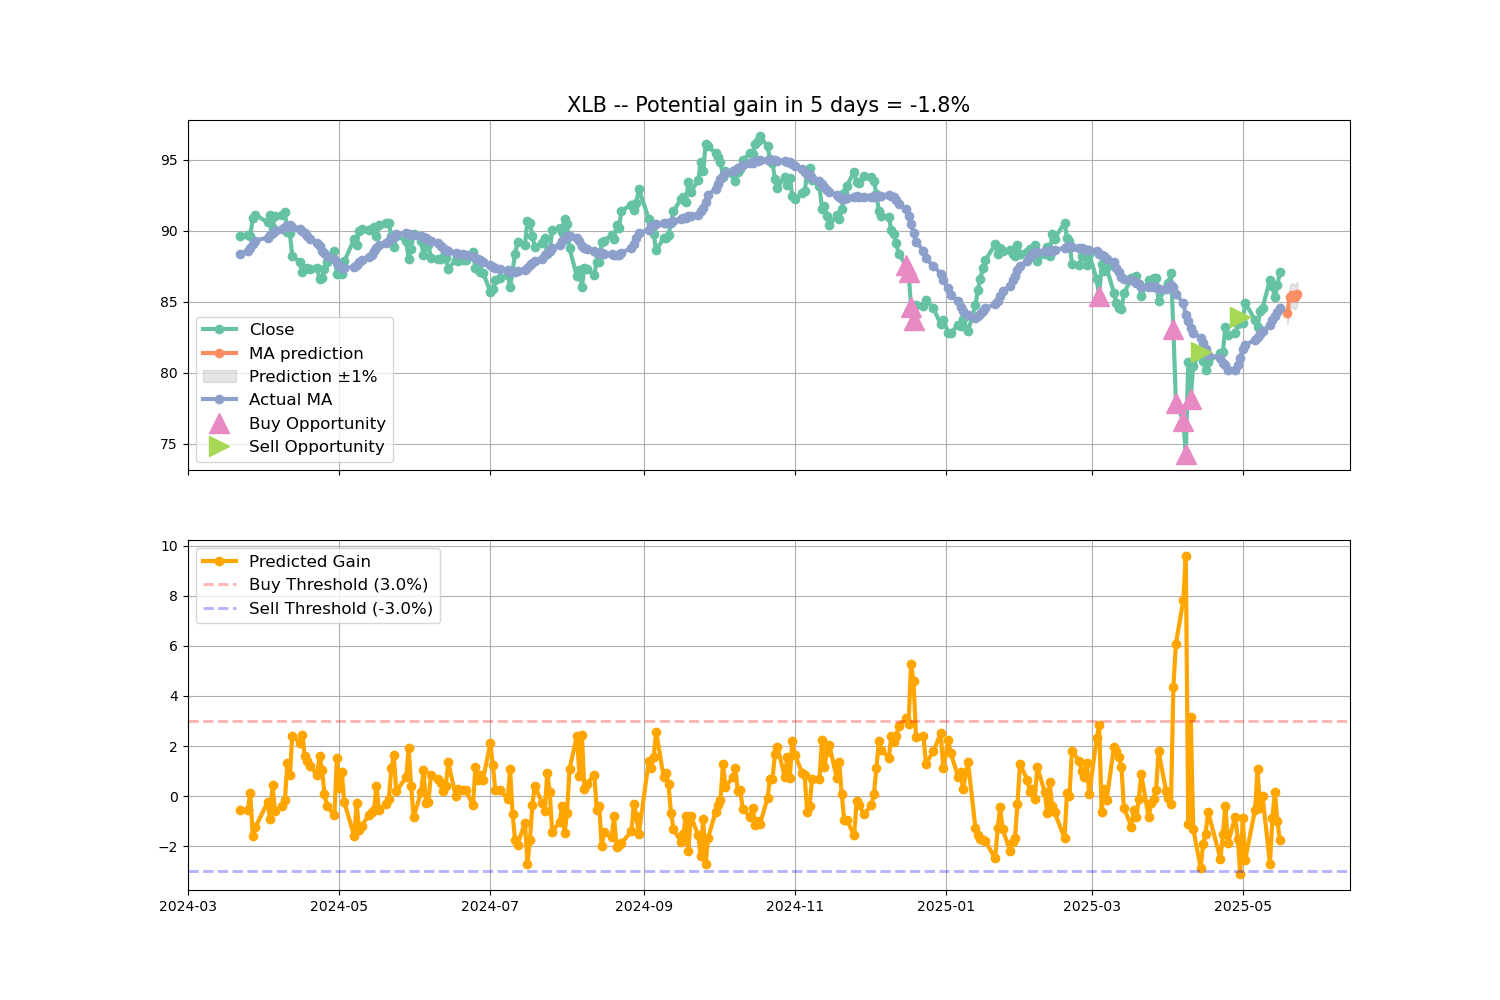 XLB -- Potential gain in 5 days = -1.8%
95
90
85
80
75
Close
MA prediction
Prediction ±1%
Actual MA
Buy Opportunity
Sell Opportunity
10
8
6
4
2
0
−2
Predicted Gain
Buy Threshold (3.0%)
Sell Threshold (-3.0%)
2024-03
2024-05
2024-07
2024-09
2024-11
2025-01
2025-03
2025-05